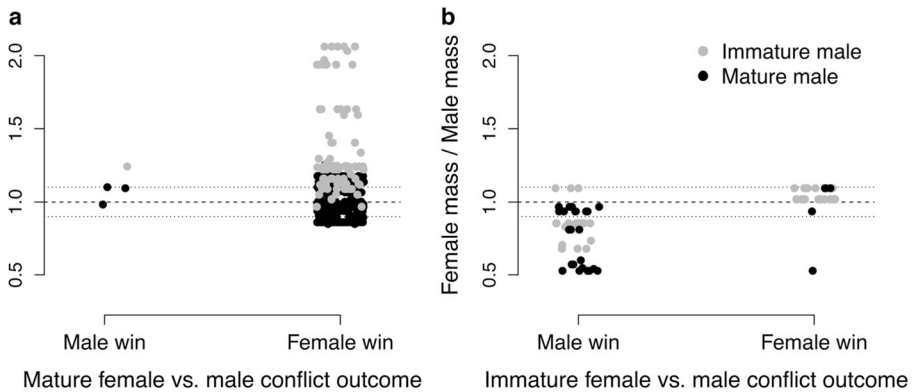 a
2.0
1.5
1.0
0.5
Male win
Female win
Mature female vs. male conflict outcome
b
Female mass / Male mass
2.0
1.5
1.0
0.5
Immature male
Mature male
Male win
Female win
Immature female vs. male conflict outcome